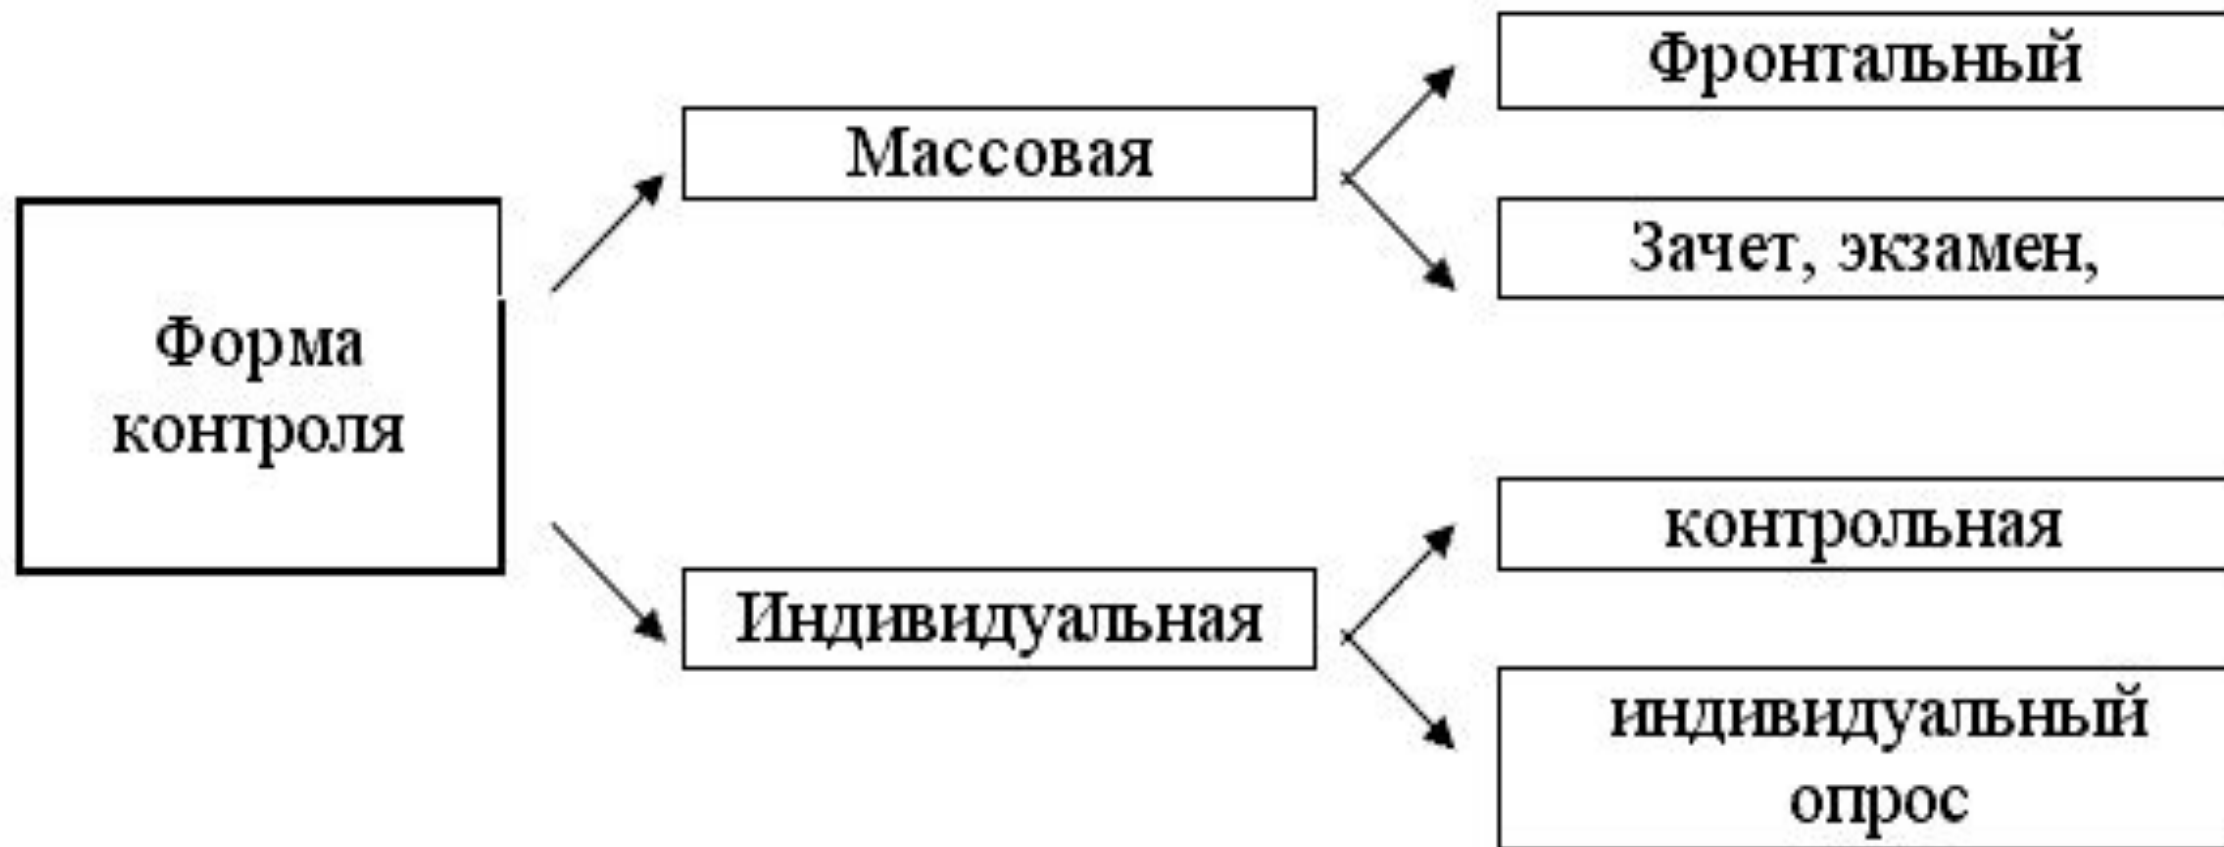 Форма
контроля
Массовая
Фронтальный
Зачет, экзамен,
Индивидуальная
контрольная
индивидуальный
опрос